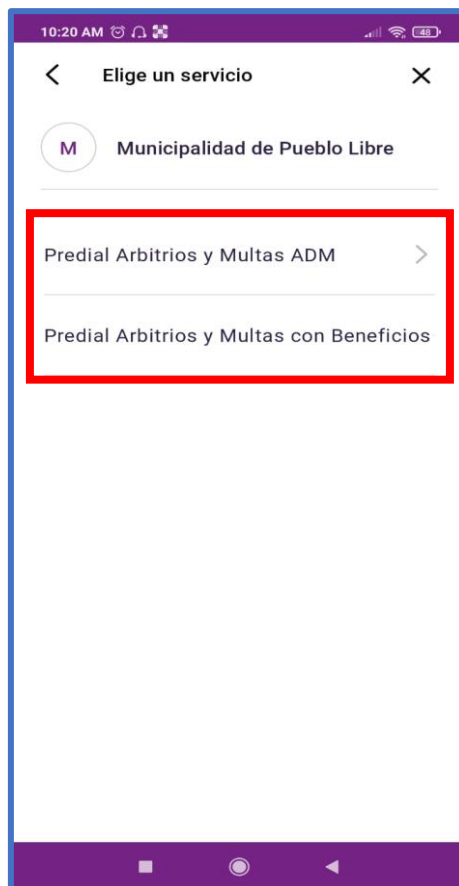 10:20 AM
48
Elige un servicio
M
Municipalidad de Pueblo Libre
Predial Arbitrios y Multas ADM
Predial Arbitrios y Multas con Beneficios